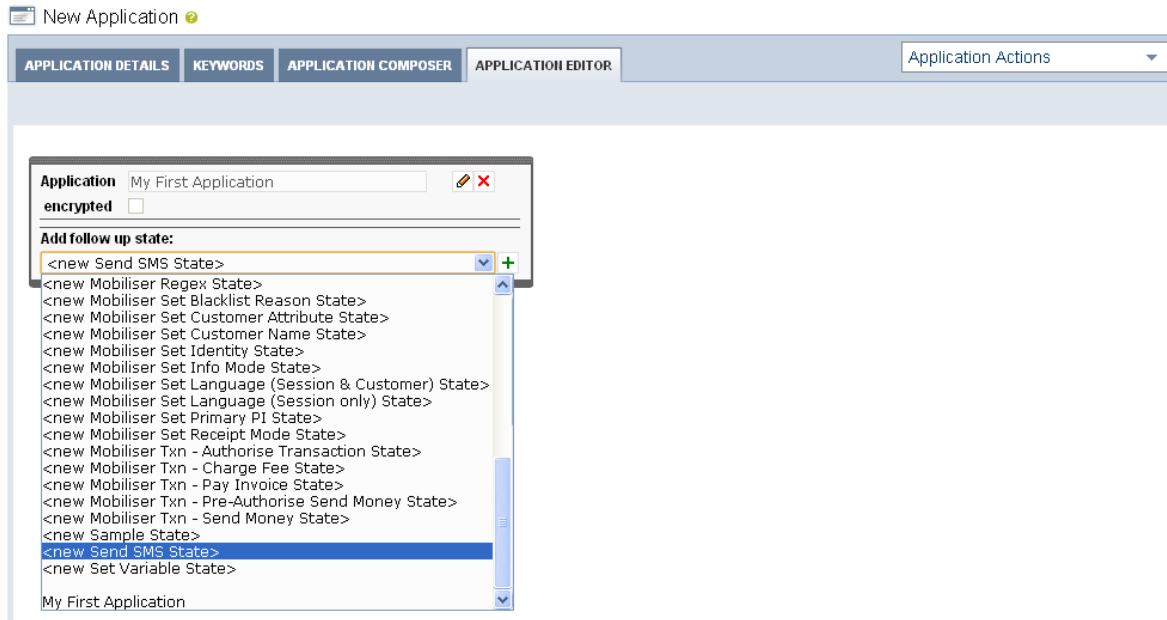 New Application
APPLICATION DETAILS KEYWORDS APPLICATION COMPOSER APPLICATION EDITOR Application Actions
Application My First Application
encrypted
Add follow up state:
<new Send SMS State>
<new Mobiliser Regex State>
<new Mobiliser Set Blacklist Reason State>
<new Mobiliser Set Customer Attribute State>
<new Mobiliser Set Customer Name State>
<new Mobiliser Set Identity State>
<new Mobiliser Set Info Mode State>
<new Mobiliser Set Language (Session & Customer) State>
<new Mobiliser Set Language (Session only) State>
<new Mobiliser Set Primary PI State>
<new Mobiliser Set Receipt Mode State>
<new Mobiliser Txn - Authorise Transaction State>
<new Mobiliser Txn - Charge Fee State>
<new Mobiliser Txn - Pay Invoice State>
<new Mobiliser Txn - Pre-Authorise Send Money State>
<new Mobiliser Txn - Send Money State>
<new Sample State>
<new Send SMS State>
<new Set Variable State>
My First Application